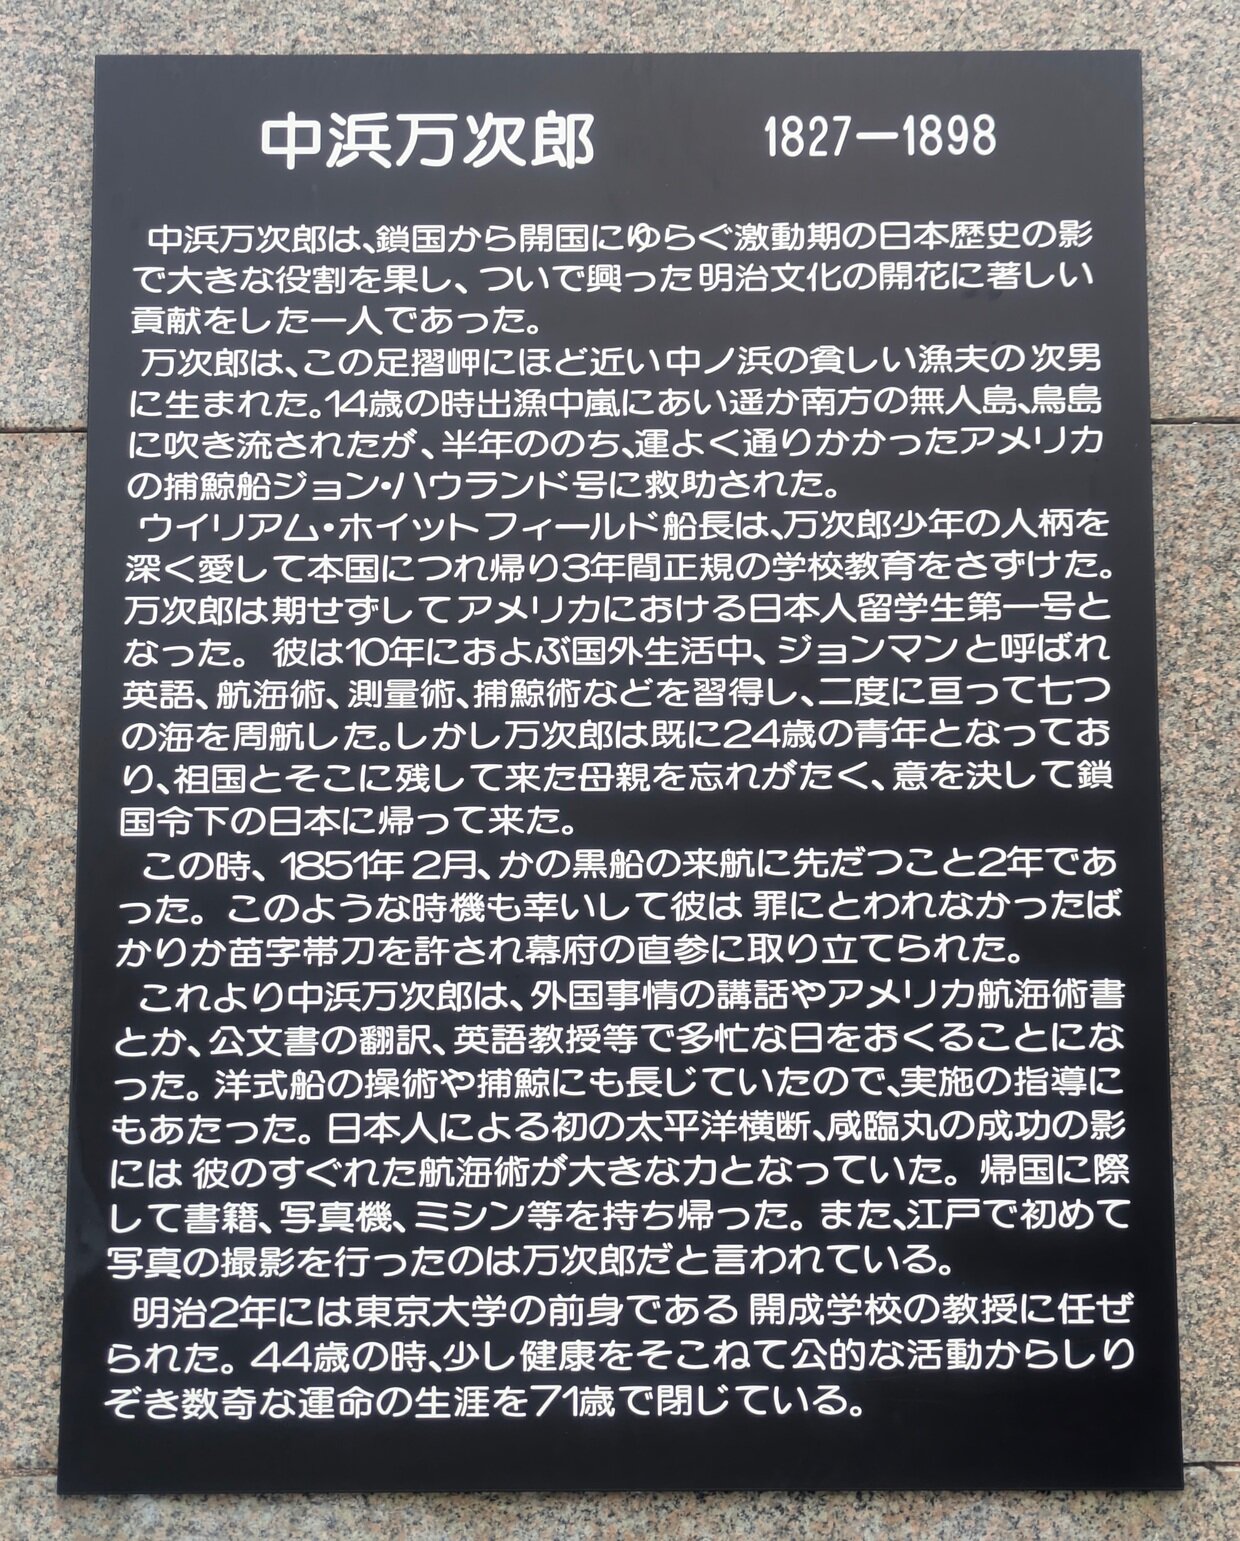 中浜万次郎 1827ー1898
中浜万次郎は、鎖国から開国にゆらぐ激動期の日本歴史の影
で大きな役割を果し、ついで興った明治文化の開花に著しい
貢献をした一人であった。
万次郎は、この足摺岬にほど近い中ノ浜の貧しい漁夫の次男
に生まれた。14歳の時出漁中嵐にあい遥か南方の無人島、鳥島
に吹き流されたが、半年ののち、運よく通りかかったアメリカ
の捕鯨船ジョン・ハウランド号に救助された。
ウイリアム・ホイットフィールド船長は、万次郎少年の人柄を
深く愛して本国につれ帰り3年間正規の学校教育をさずけた。
万次郎は期せずしてアメリカにおける日本人留学生第一号と
なった。彼は10年におよぶ国外生活中、ジョンマンと呼ばれ
英語、航海術、測量術、捕鯨術などを習得し、二度に亘って七つ
の海を周航した。しかし万次郎は既に24歳の青年となってお
り、祖国とそこに残して来た母親を忘れがたく、意を決して鎖
国令下の日本に帰って来た。
この時、1851年2月、かの黒船の来航に先だつこと2年であ
った。このような時機も幸いして彼は罪にとわれなかったば
かりか苗字帯刀を許され幕府の直参に取り立てられた。
これより中浜万次郎は、外国事情の講話やアメリカ航海術書
とか、公文書の翻訳、英語教授等で多忙な日をおくることにな
った。洋式船の操術や捕鯨にも長じていたので、実施の指導に
もあたった。日本人による初の太平洋横断、咸臨丸の成功の影
には彼のすぐれた航海術が大きな力となっていた。帰国に際
して書籍、写真機、ミシン等を持ち帰った。また、江戸で初めて
写真の撮影を行ったのは万次郎だと言われている。
明治2年には東京大学の前身である開成学校の教授に任ぜ
られた。44歳の時、少し健康をそこねて公的な活動からしり
ぞき数奇な運命の生涯を71歳で閉じている。